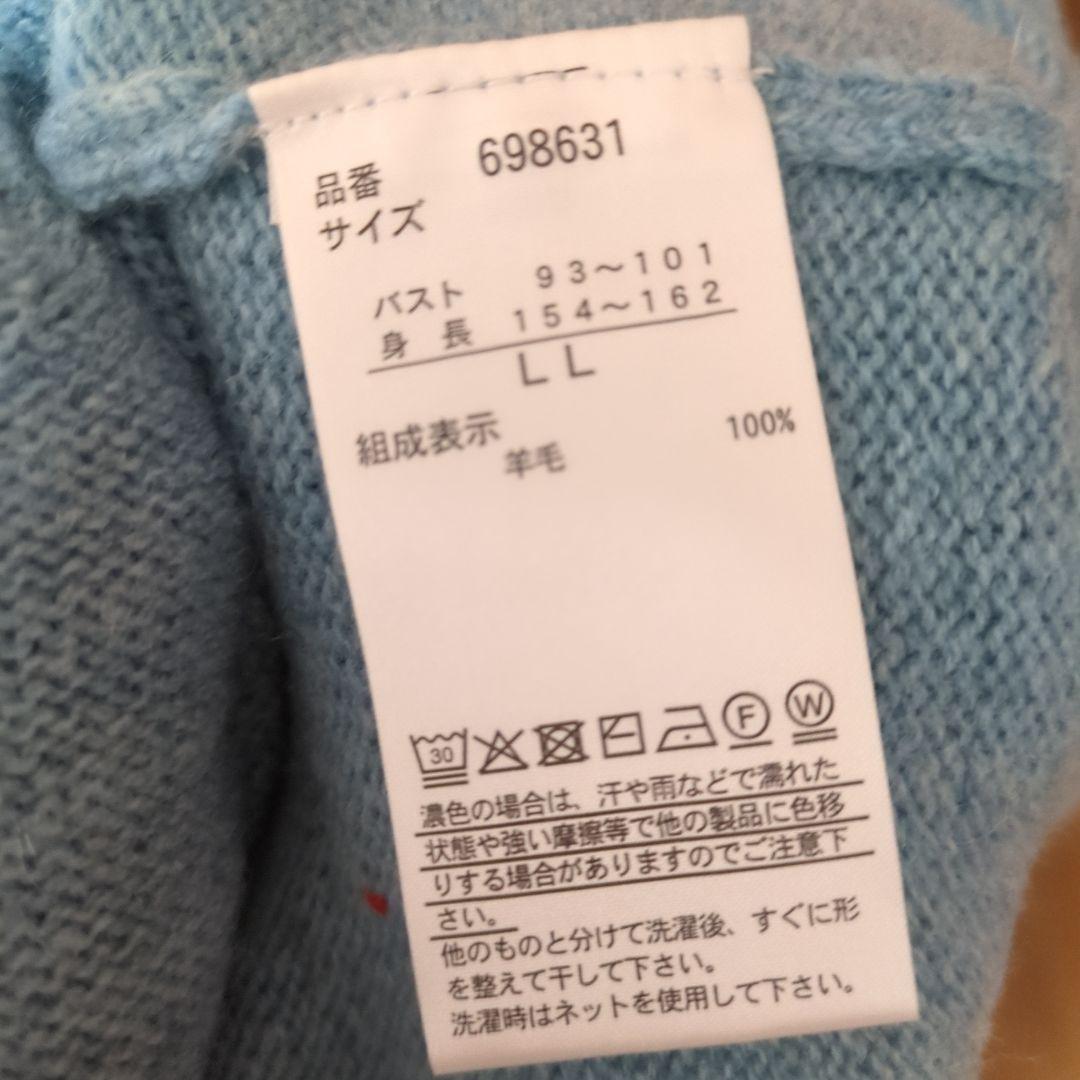 品番 698631
サイズ
バスト 93～101
身 長 154～162
LL
組成表示
羊毛 100%
30 F W
濃色の場合は、汗や雨などで濡れた
状態や強い摩擦等で他の製品に色移
りする場合がありますのでご注意下
さい。
他のものと分けて洗濯後、すぐに形
を整えて干して下さい。
洗濯時はネットを使用して下さい。